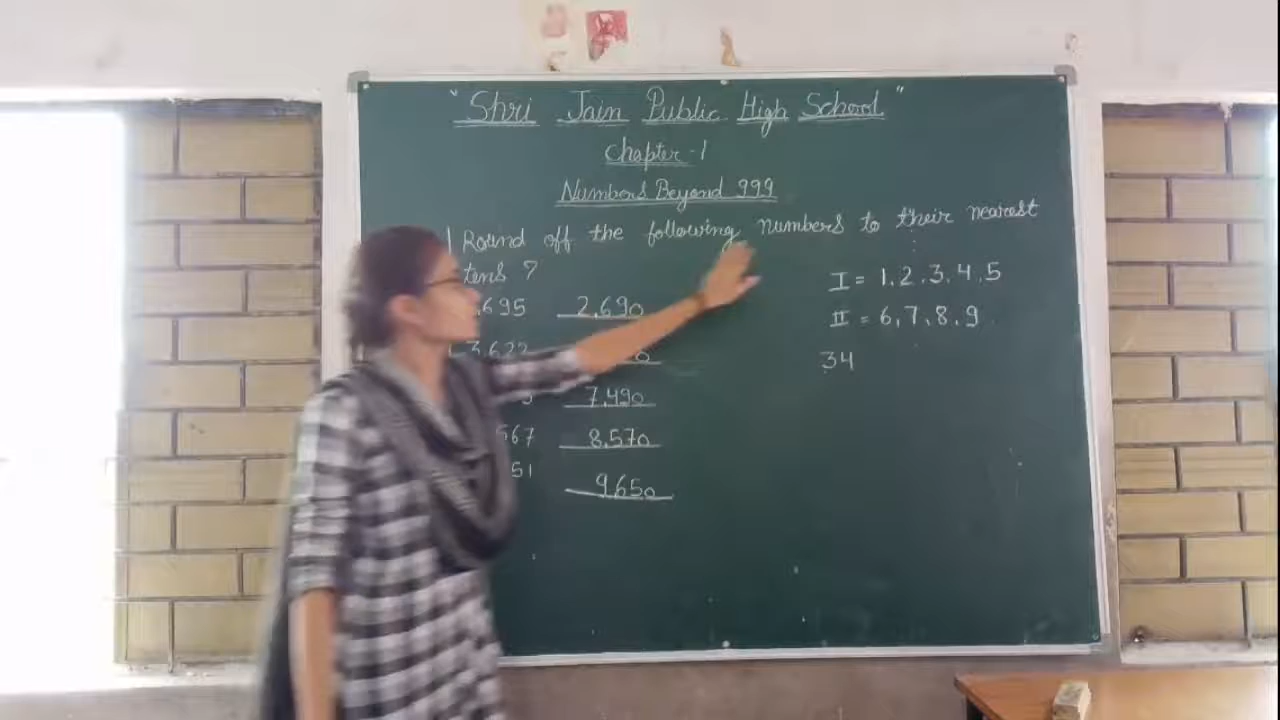 "Shri Jain Public High School"
Chapter-1
Numbers Beyond 999
1 Round off the following numbers to their nearest
tens ?
695 2,690
3,622
7,490
567 8,570
51 9650
I = 1,2,3,4,5
II = 6,7,8,9
34